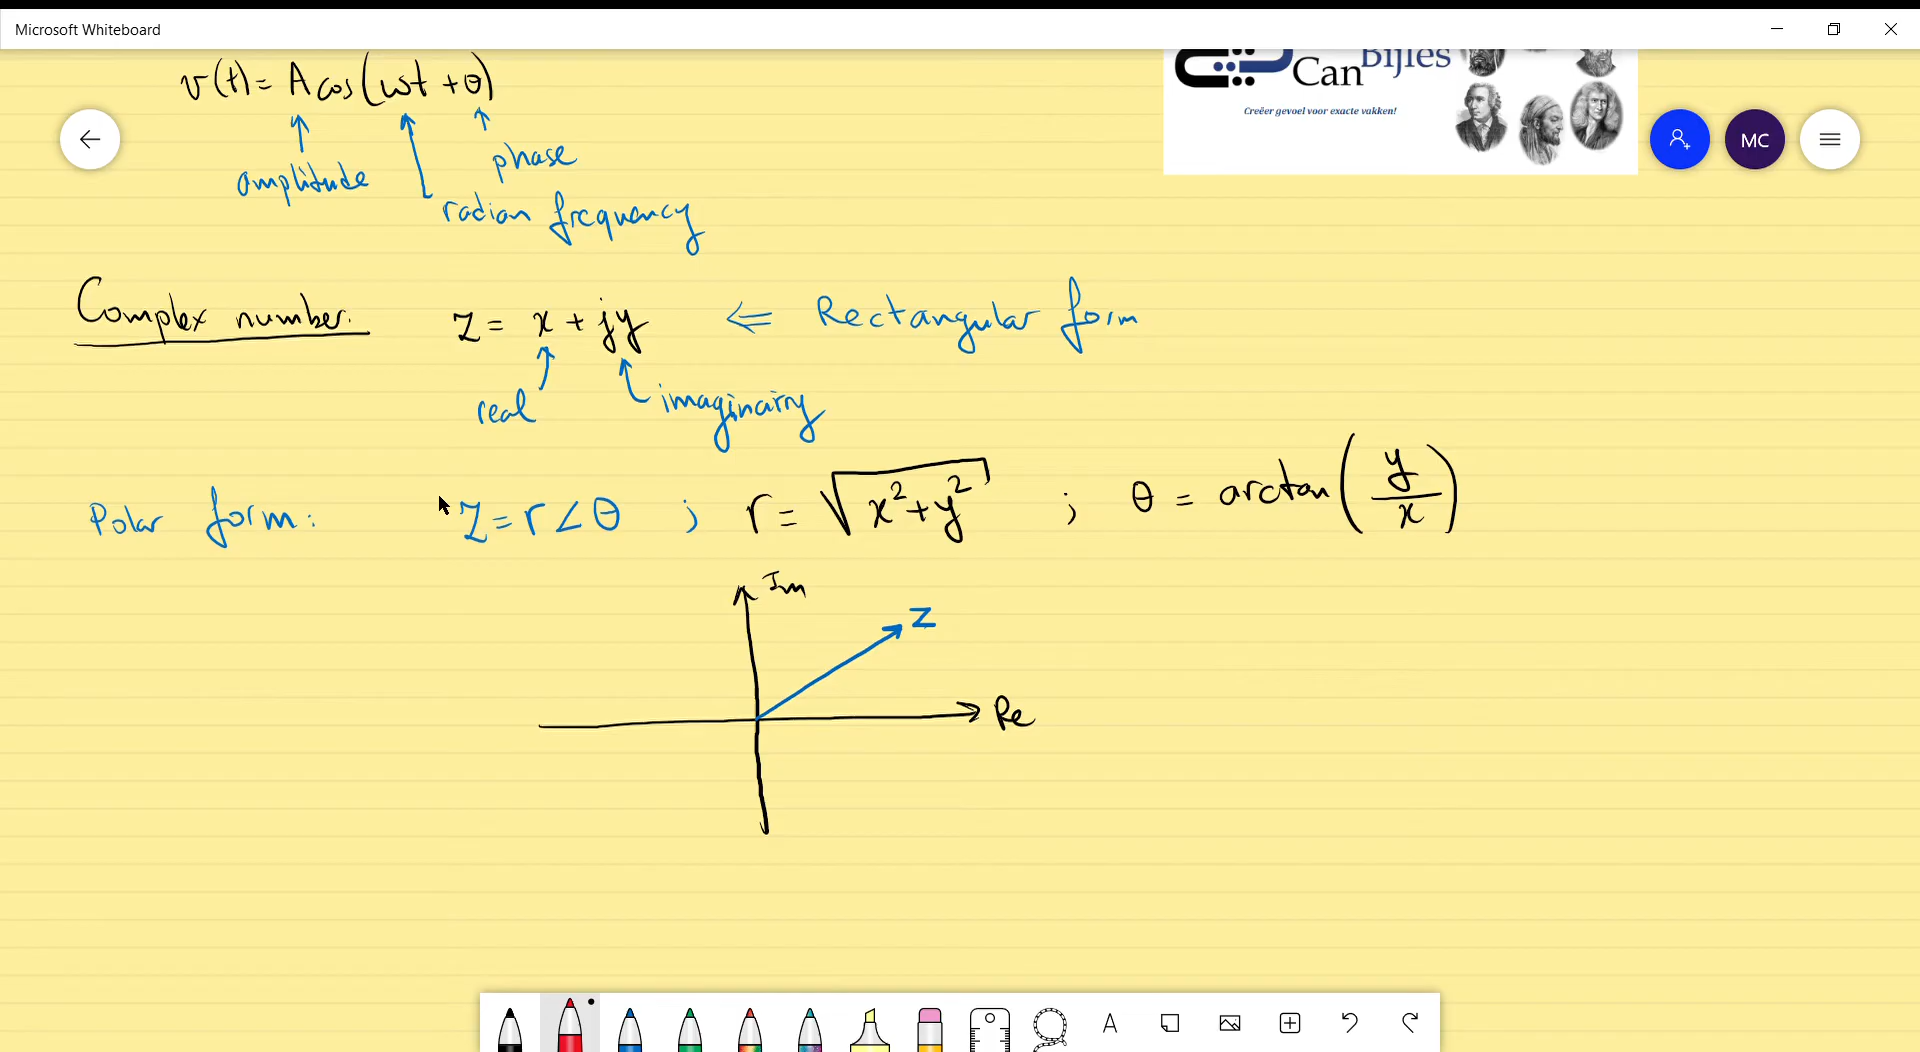 Microsoft Whiteboard
v(t) = A cos(ωt + θ)
Can Bijles
Creëer gevoel voor exacte vakken!
MC
amplitude
phase
radian frequency
Complex number. z = x + jy ⇐ Rectangular form
real imaginairy
Polar form: z = r∠θ ; r = √(x²+y²) ; θ = arctan(y/x)
Im
z
Re
A